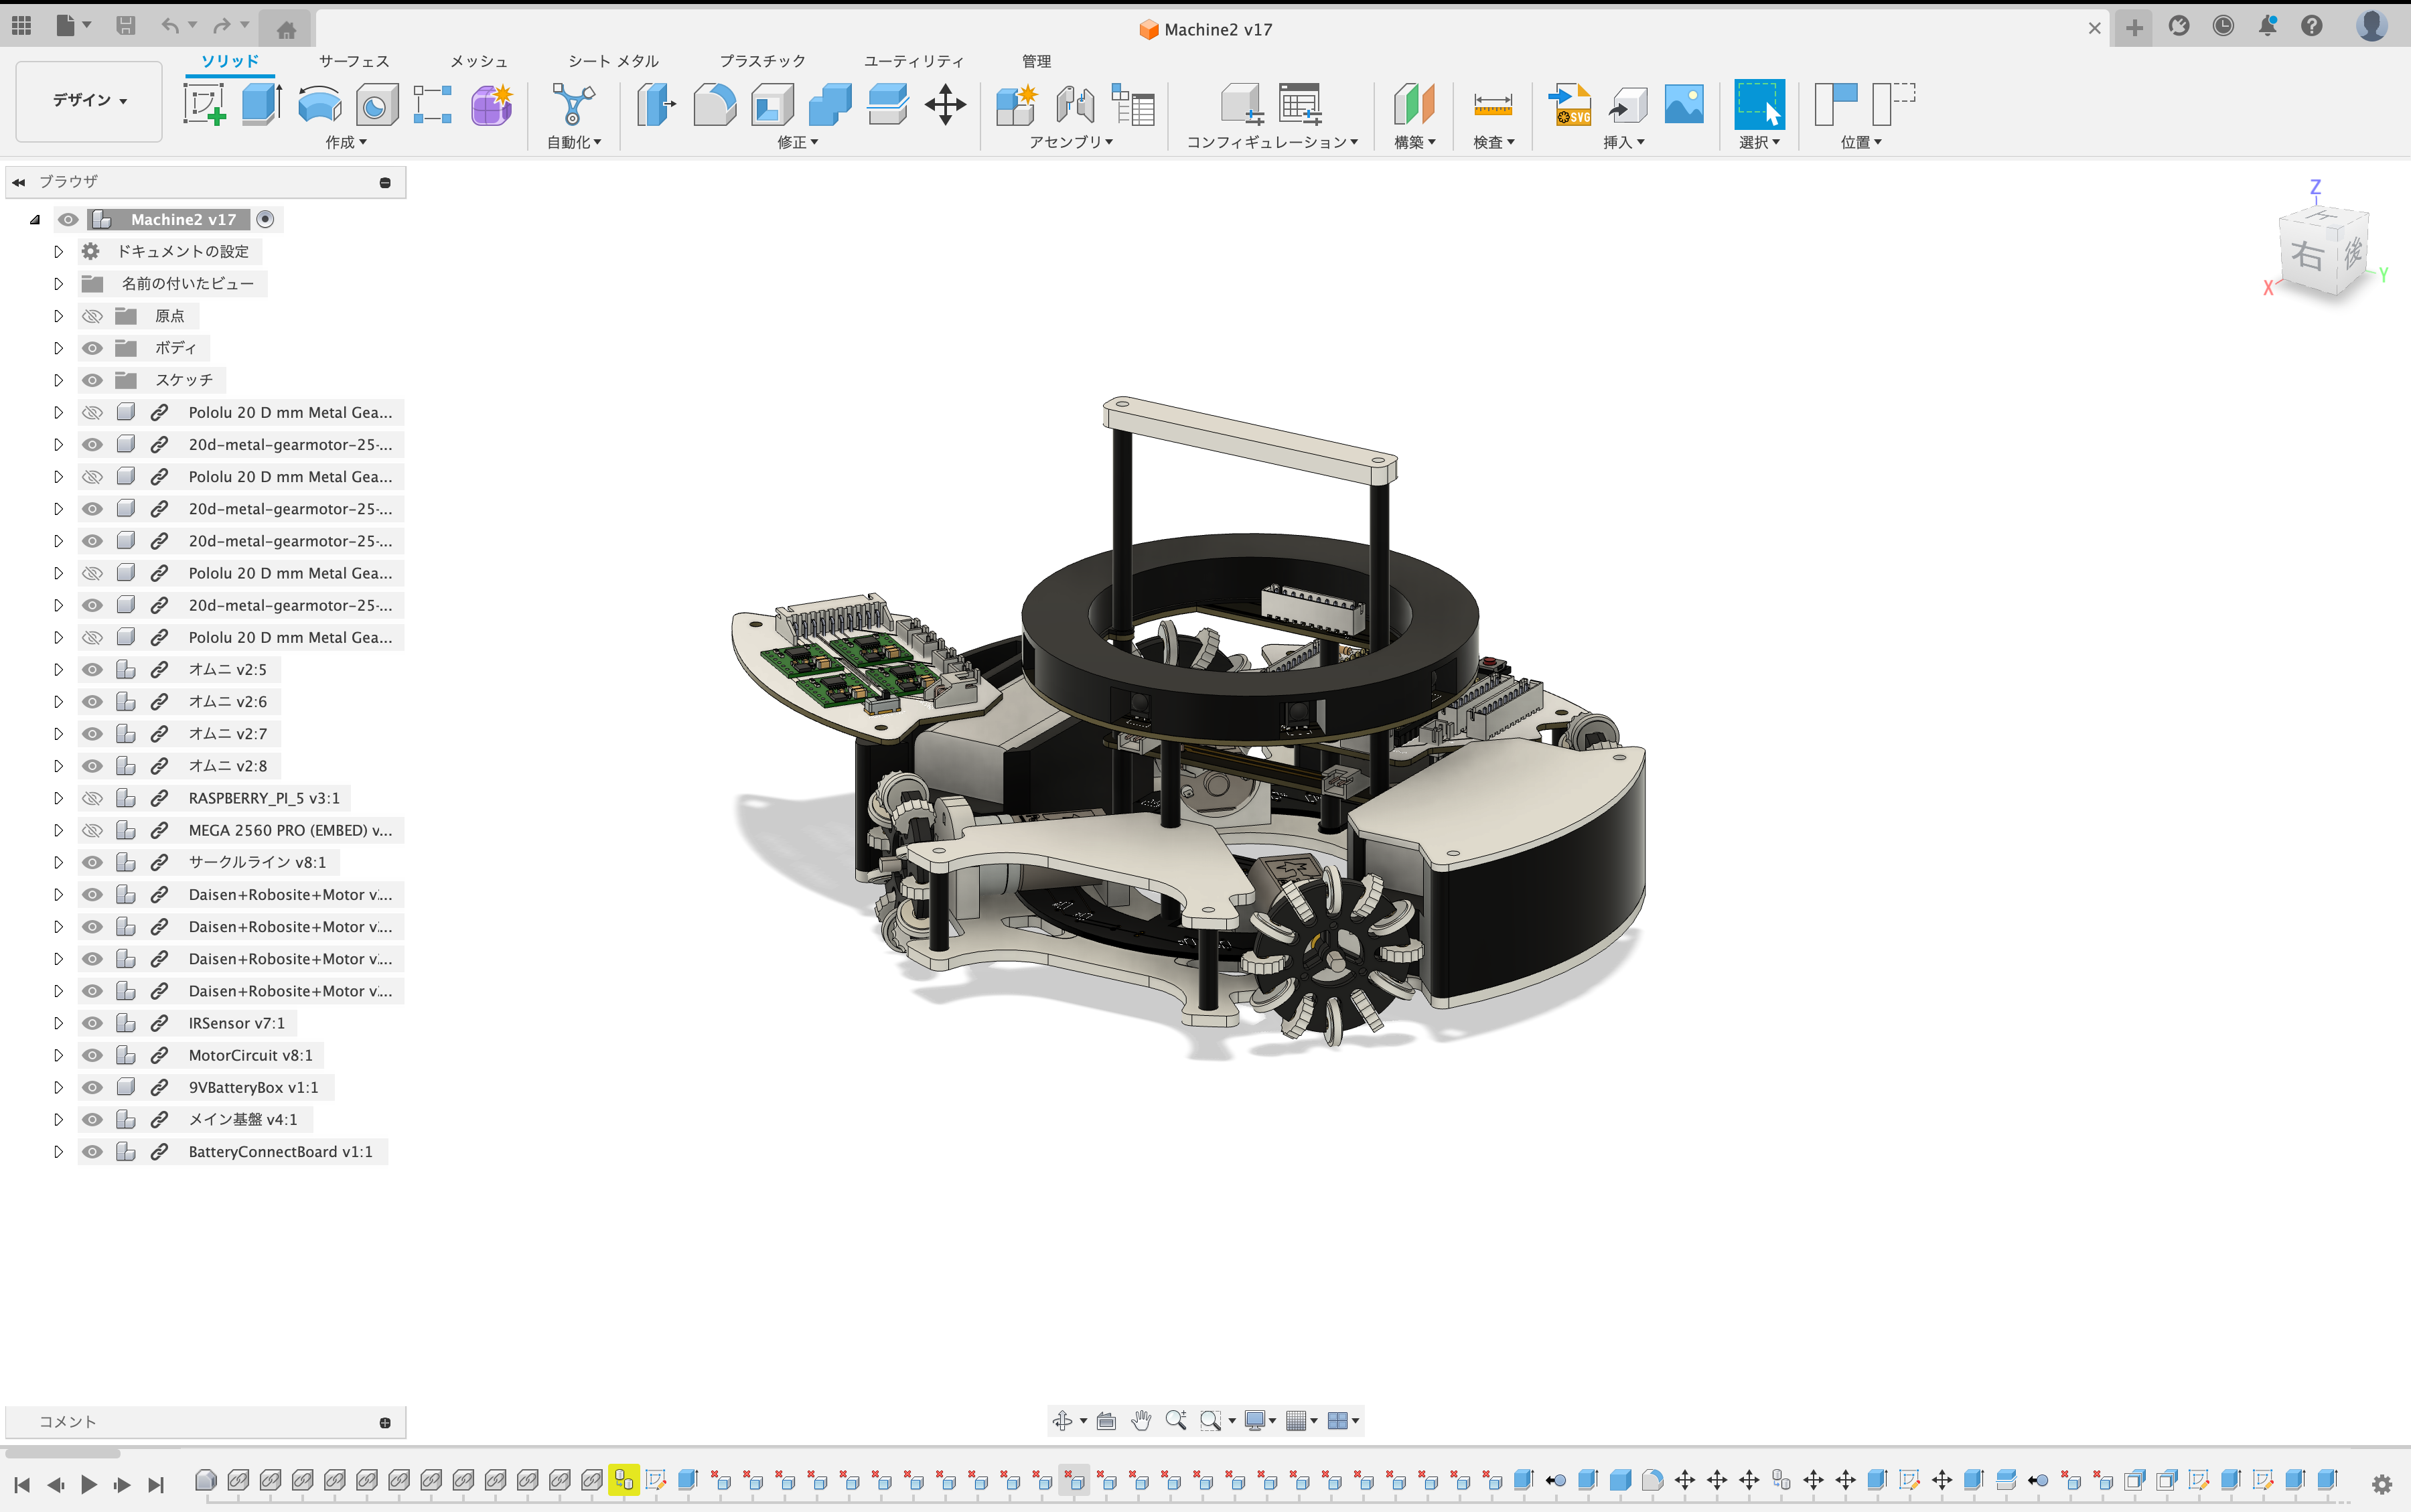 Machine2 v17
ソリッド サーフェス メッシュ シート メタル プラスチック ユーティリティ 管理
デザイン
作成 自動化 修正 アセンブリ コンフィギュレーション 構築 検査 挿入 選択 位置
SVG
ブラウザ
Machine2 v17
ドキュメントの設定
名前の付いたビュー
原点
ボディ
スケッチ
Pololu 20 D mm Metal Gea...
20d-metal-gearmotor-25-...
Pololu 20 D mm Metal Gea...
20d-metal-gearmotor-25-...
20d-metal-gearmotor-25-...
Pololu 20 D mm Metal Gea...
20d-metal-gearmotor-25-...
Pololu 20 D mm Metal Gea...
オムニ v2:5
オムニ v2:6
オムニ v2:7
オムニ v2:8
RASPBERRY_PI_5 v3:1
MEGA 2560 PRO (EMBED) v...
サークルライン v8:1
Daisen+Robosite+Motor v...
Daisen+Robosite+Motor v...
Daisen+Robosite+Motor v...
Daisen+Robosite+Motor v...
IRSensor v7:1
MotorCircuit v8:1
9VBatteryBox v1:1
メイン基盤 v4:1
BatteryConnectBoard v1:1
Z
上
右
後
X
Y
コメント